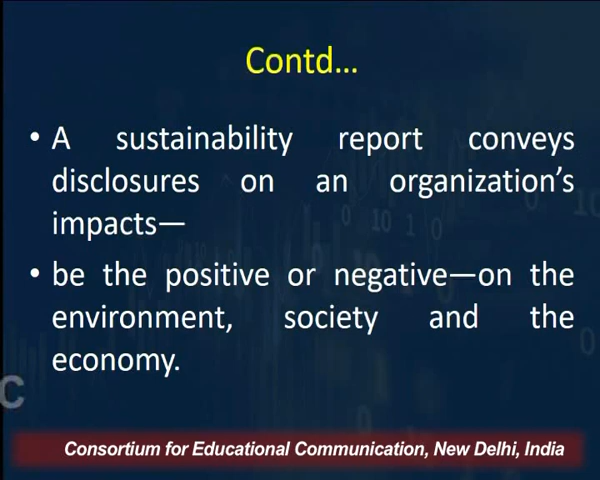 Contd...
• A sustainability report conveys
disclosures on an organization's
impacts—
• be the positive or negative—on the
environment, society and the
economy.
C
Consortium for Educational Communication, New Delhi, India